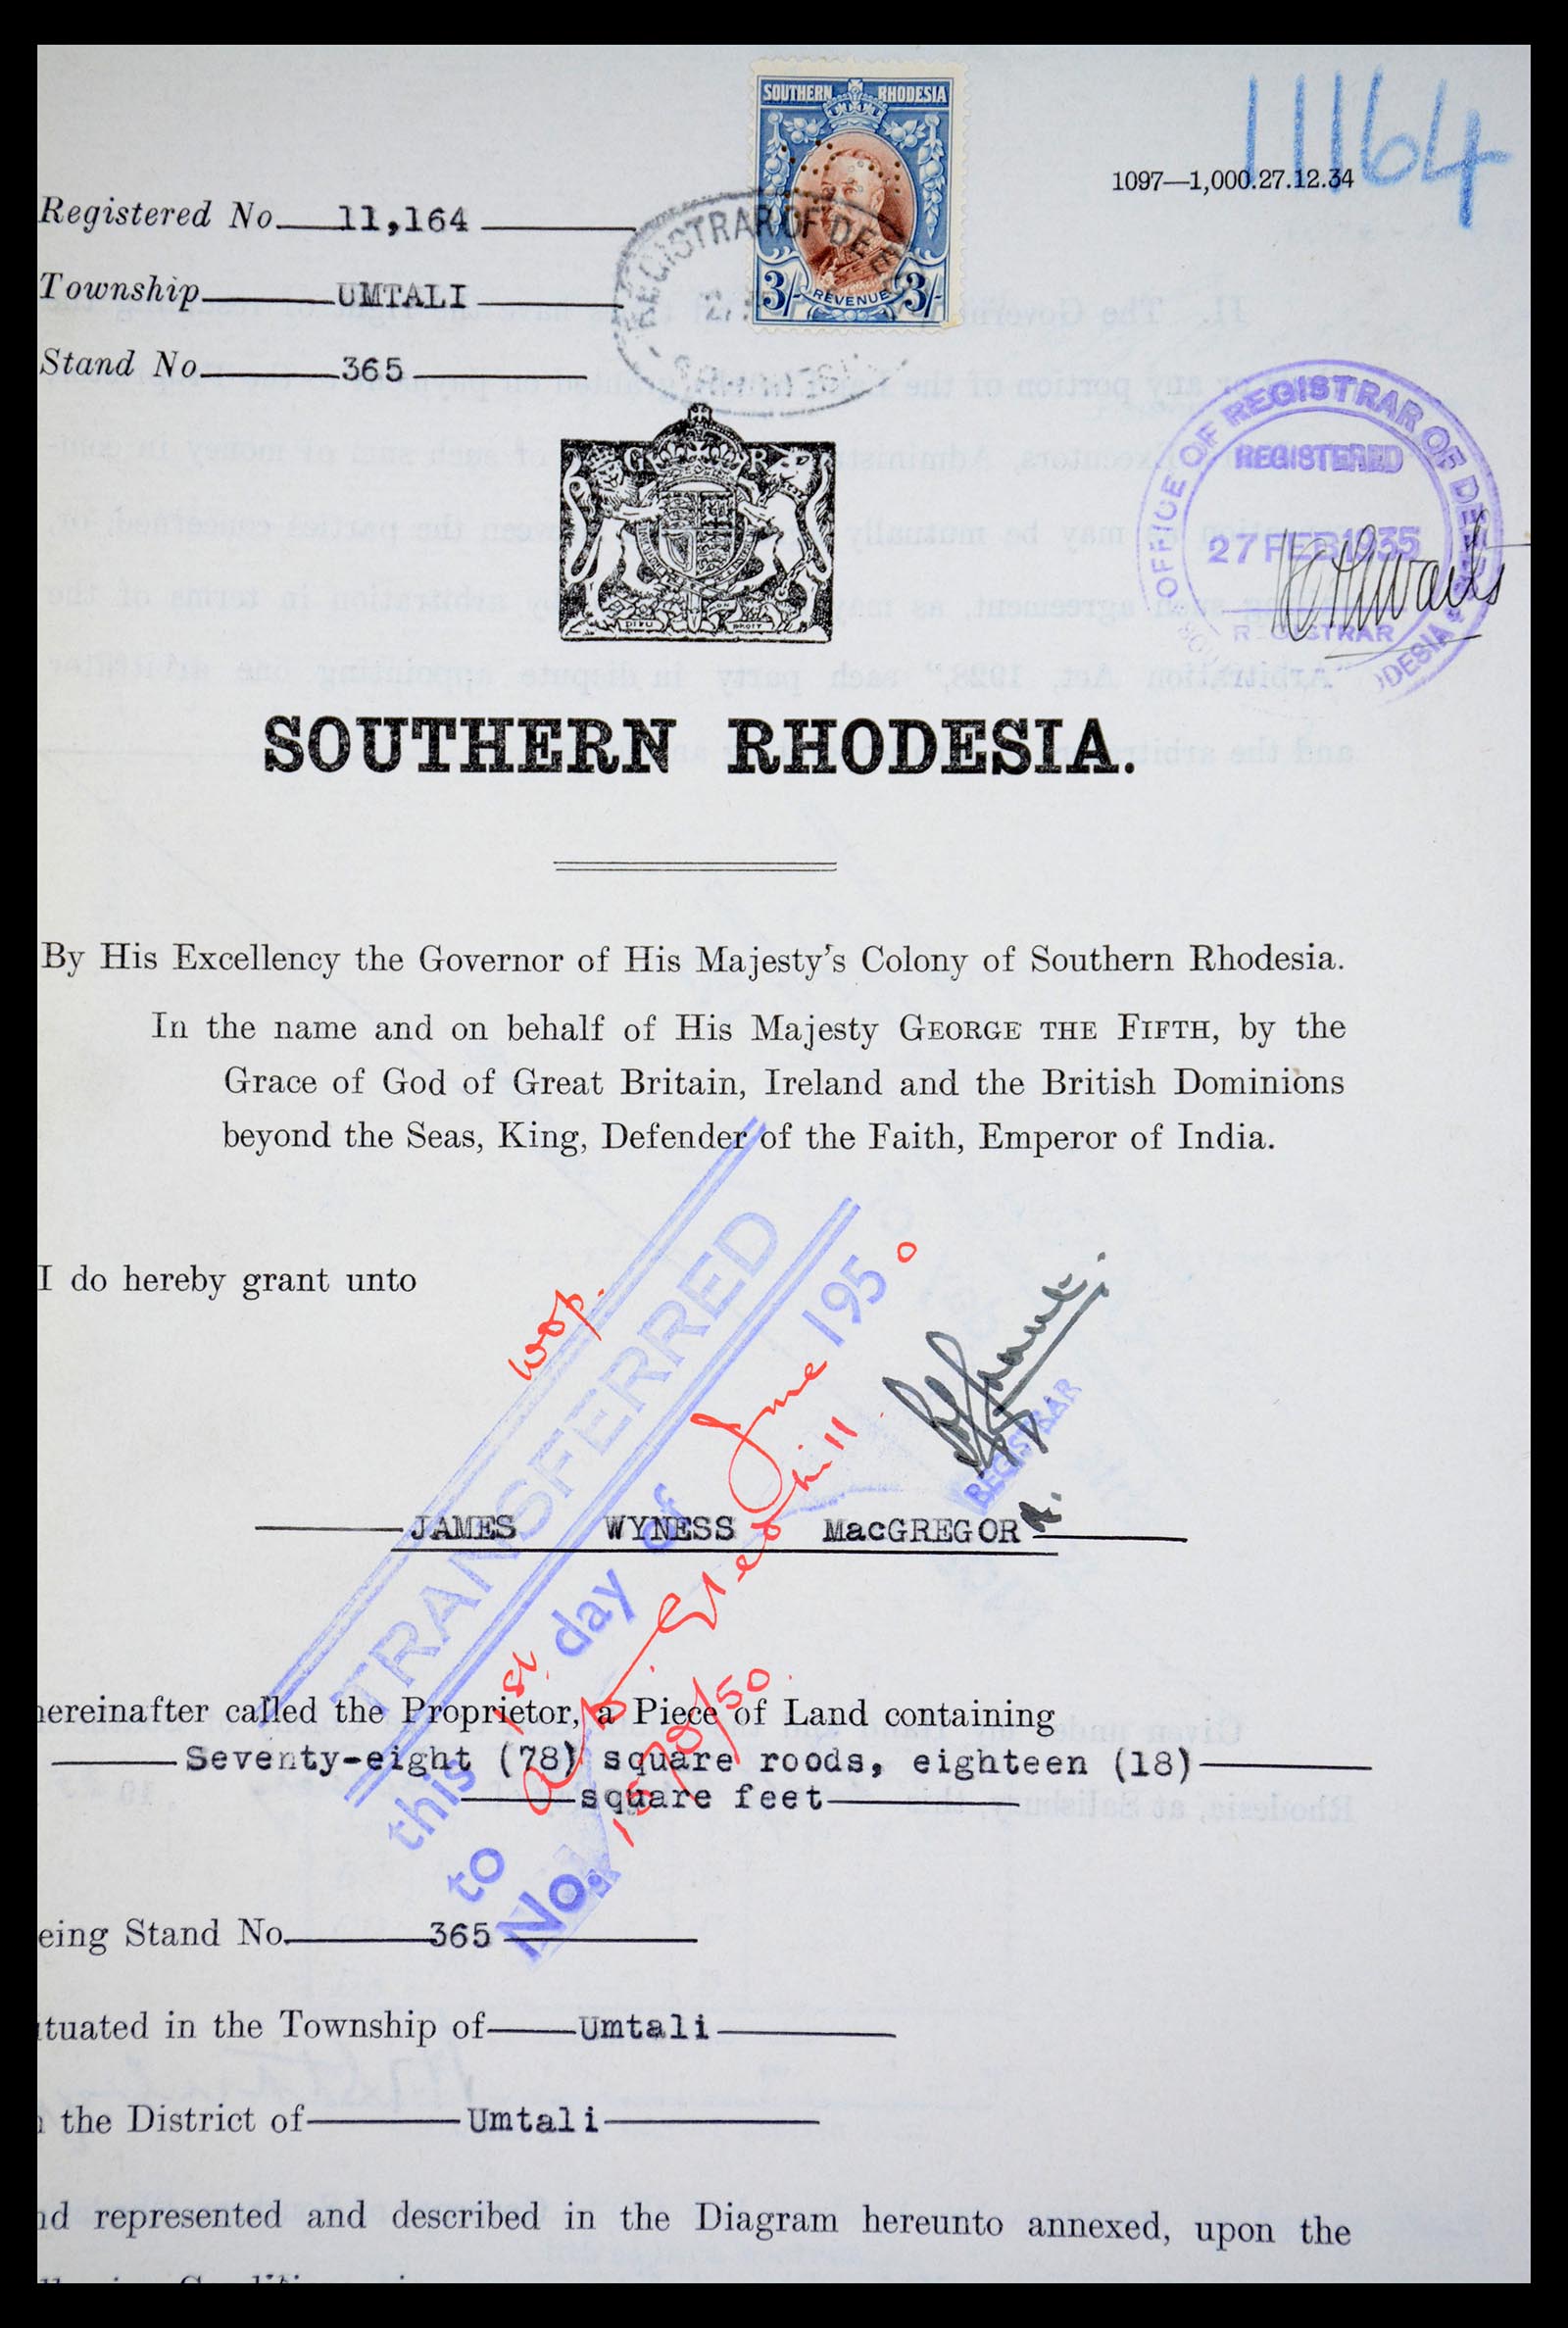 11164
SOUTHERN RHODESIA
3/- REVENUE 3/-
1097—1,000.27.12.34
Registered No. 11,164
Township UMTALI
Stand No. 365
REGISTRAR OF DEEDS
G R
DIEU DROIT
OFFICE OF REGISTRAR OF DEEDS
REGISTERED
27 FEB 1935
REGISTRAR
SOUTHERN RHODESIA.
By His Excellency the Governor of His Majesty's Colony of Southern Rhodesia.
In the name and on behalf of His Majesty GEORGE THE FIFTH, by the
Grace of God of Great Britain, Ireland and the British Dominions
beyond the Seas, King, Defender of the Faith, Emperor of India.
I do hereby grant unto
TRANSFERRED
this 1st day of June 1950
to
No. 1570/50
REGISTRAR
JAMES WYNESS MacGREGOR
hereinafter called the Proprietor, a Piece of Land containing
Seventy-eight (78) square roods, eighteen (18)
square feet
eing Stand No. 365
ituated in the Township of Umtali
the District of Umtali
nd represented and described in the Diagram hereunto annexed, upon the